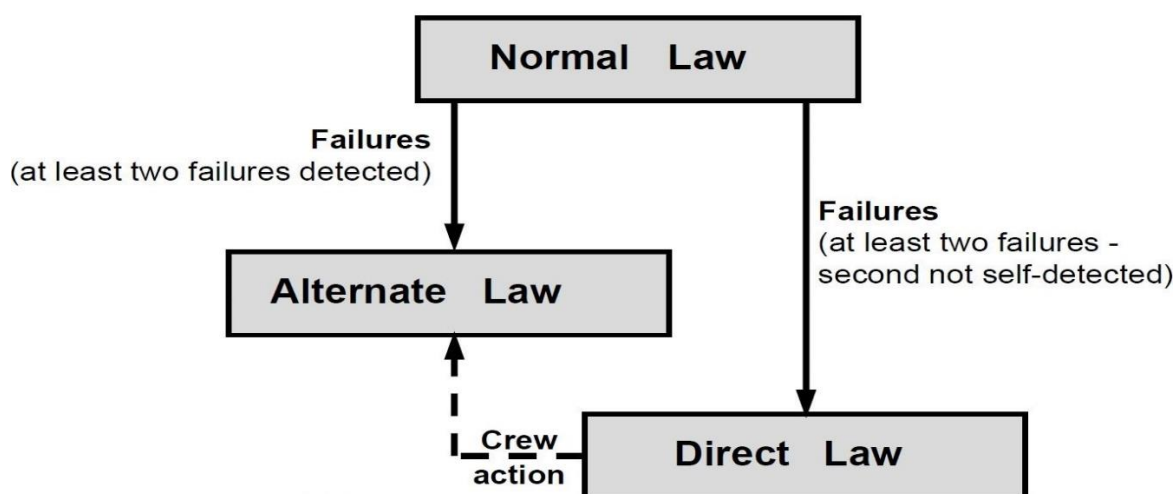 Normal Law
Failures
(at least two failures detected)
Failures
(at least two failures -
second not self-detected)
Alternate Law
Crew
action
Direct Law